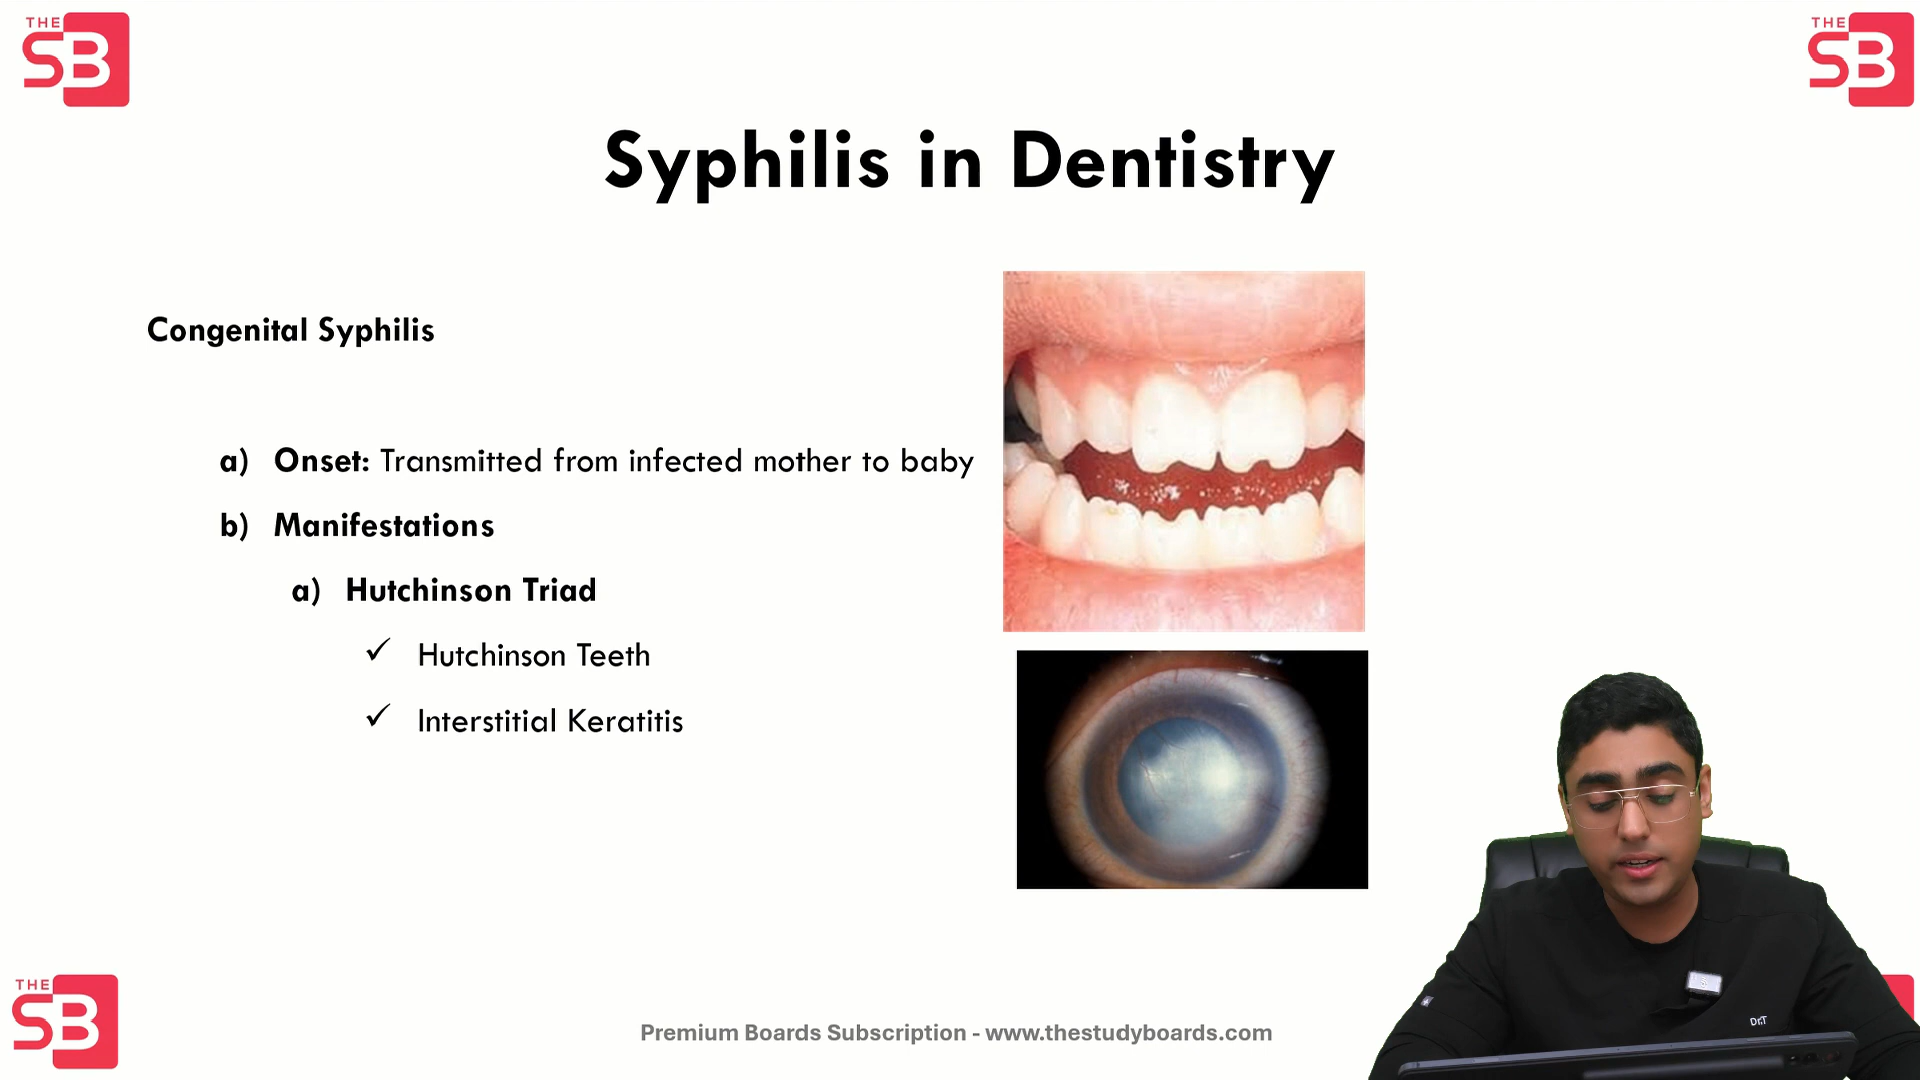 THE
SB
THE
SB
Syphilis in Dentistry
Congenital Syphilis
a) Onset: Transmitted from infected mother to baby
b) Manifestations
a) Hutchinson Triad
✓ Hutchinson Teeth
✓ Interstitial Keratitis
THE
SB
Premium Boards Subscription - www.thestudyboards.com
Dr.T